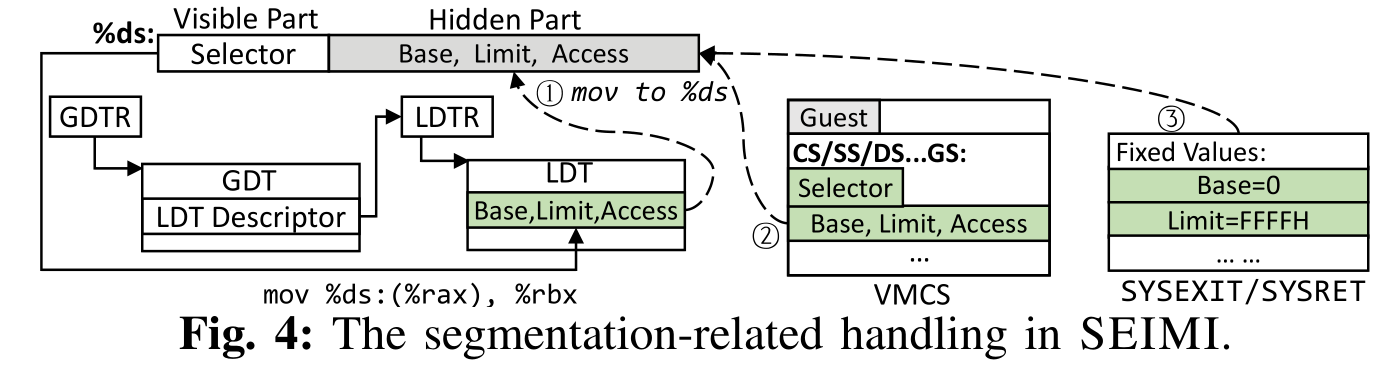 Visible Part
Hidden Part
%ds:
Selector
Base, Limit, Access
① mov to %ds
GDTR
LDTR
GDT
LDT Descriptor
LDT
Base,Limit,Access
mov %ds:(%rax), %rbx
②
Guest
CS/SS/DS...GS:
Selector
Base, Limit, Access
...
VMCS
③
Fixed Values:
Base=0
Limit=FFFFH
... ...
SYSEXIT/SYSRET
Fig. 4: The segmentation-related handling in SEIMI.